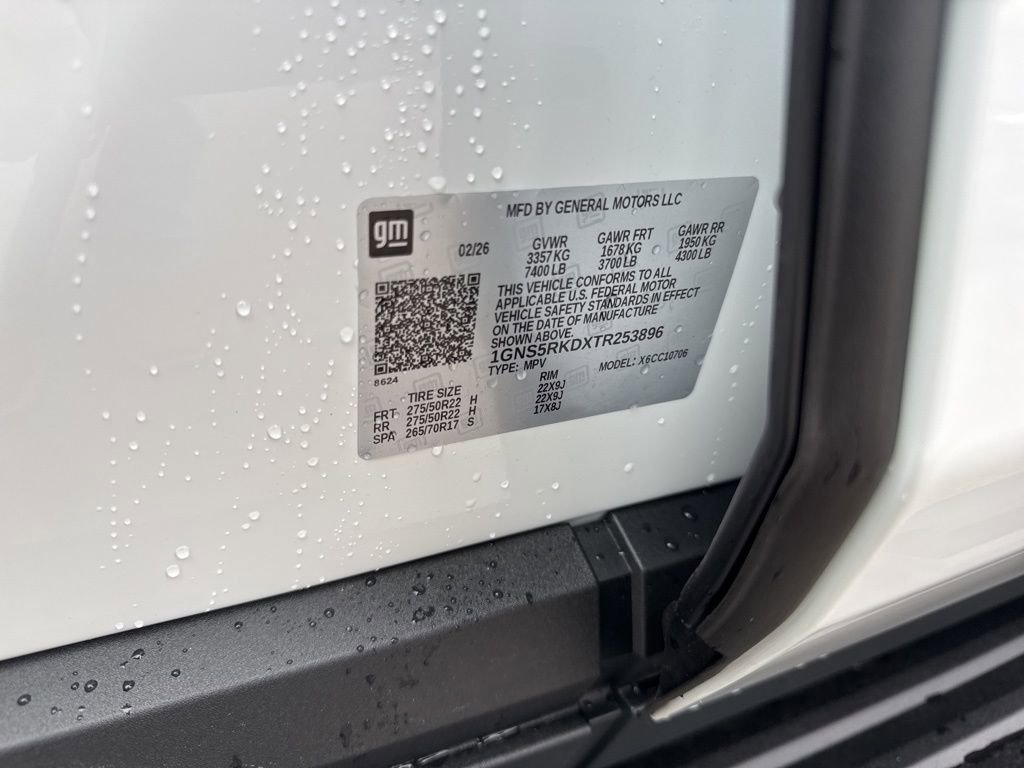 MFD BY GENERAL MOTORS LLC
gm
02/26
GVWR GAWR FRT GAWR RR
3357 KG 1678 KG 1950 KG
7400 LB 3700 LB 4300 LB
THIS VEHICLE CONFORMS TO ALL
APPLICABLE U.S. FEDERAL MOTOR
VEHICLE SAFETY STANDARDS IN EFFECT
ON THE DATE OF MANUFACTURE
SHOWN ABOVE.
1GNS5RKDXTR253896
TYPE: MPV MODEL: X6CC10706
8624
TIRE SIZE RIM
FRT 275/50R22 H 22X9J
RR 275/50R22 H 22X9J
SPA 265/70R17 S 17X8J